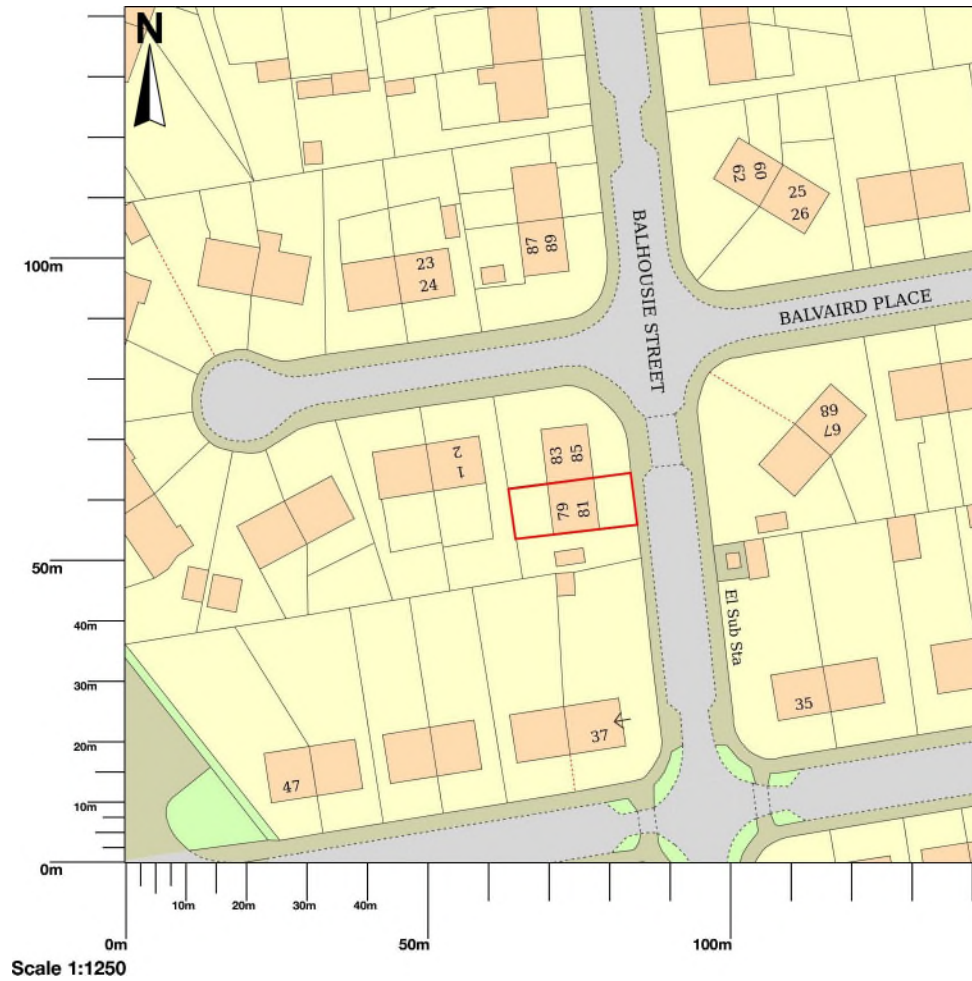 N
62
60
25
26
23
24
87
89
100m
BALHOUSIE STREET
BALVAIRD PLACE
68
67
2
1
83
85
79
81
50m
El Sub Sta
40m
30m
35
37
20m
47
10m
0m
10m
20m
30m
40m
0m
50m
100m
Scale 1:1250